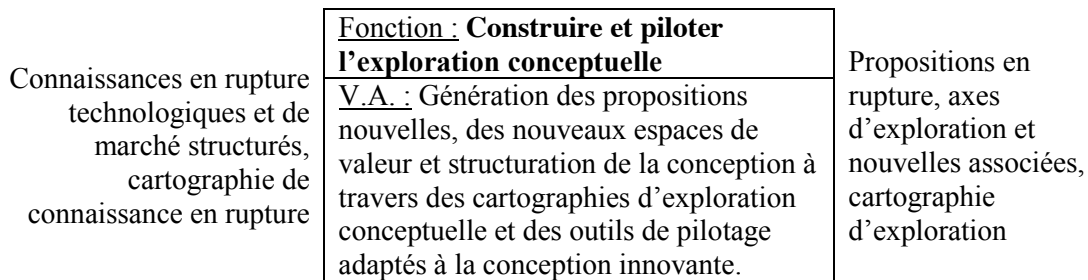 Connaissances en rupture
technologiques et de
marché structurés,
cartographie de
connaissance en rupture
Fonction : Construire et piloter
l’exploration conceptuelle
V.A. : Génération des propositions
nouvelles, des nouveaux espaces de
valeur et structuration de la conception à
travers des cartographies d’exploration
conceptuelle et des outils de pilotage
adaptés à la conception innovante.
Propositions en
rupture, axes
d’exploration et
nouvelles associées,
cartographie
d’exploration